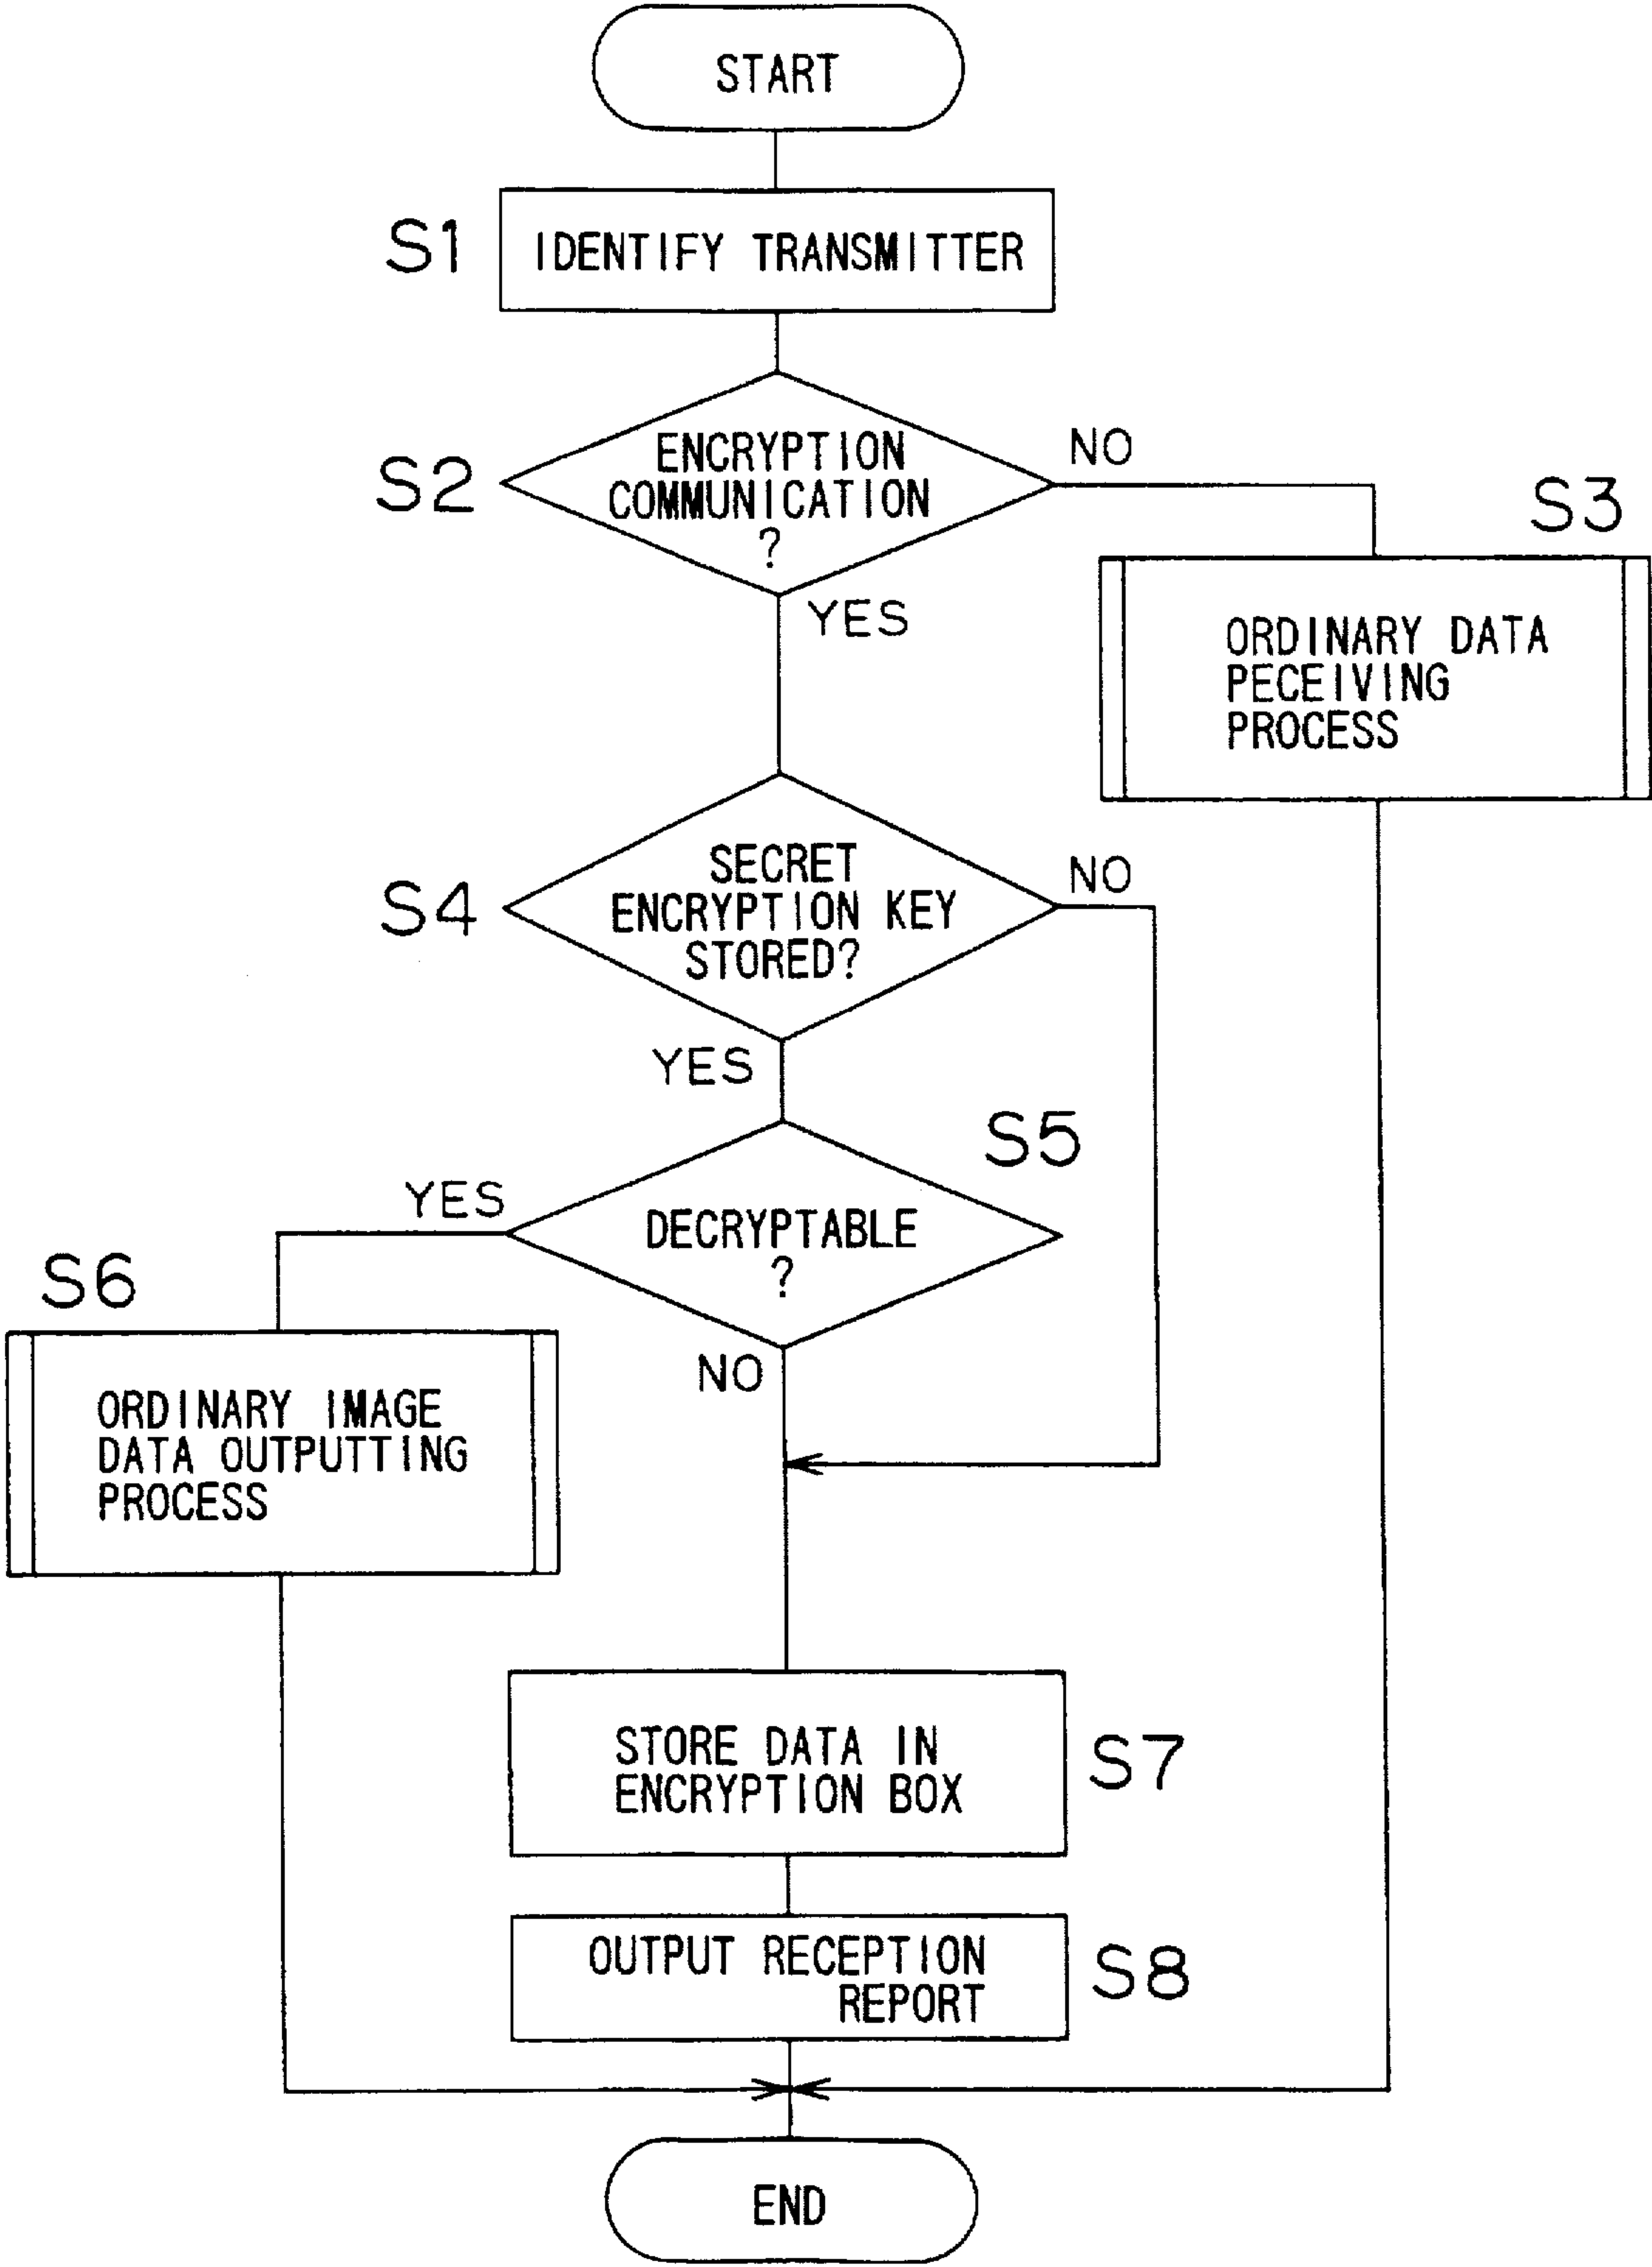 START
S1
IDENTIFY TRANSMITTER
S2
ENCRYPTION
COMMUNICATION
?
NO
YES
S3
ORDINARY DATA
PECEIVING
PROCESS
S4
SECRET
ENCRYPTION KEY
STORED?
NO
YES
S5
DECRYPTABLE
?
YES
NO
S6
ORDINARY IMAGE
DATA OUTPUTTING
PROCESS
STORE DATA IN
ENCRYPTION BOX
S7
OUTPUT RECEPTION
REPORT
S8
END